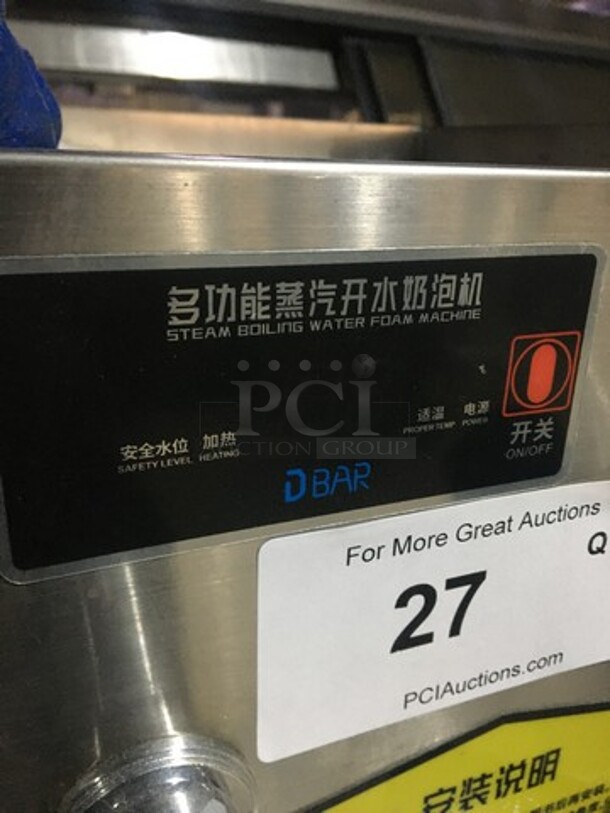 多功能蒸汽开水奶泡机
STEAM BOILING WATER FOAM MACHINE
PCI
AUCTION GROUP
安全水位 加热 适温 电源
SAFETY LEVEL HEATING PROPER TEMP POWER
开关
ON/OFF
D BAR
For More Great Auctions
27
Q
PCIAuctions.com
安装说明